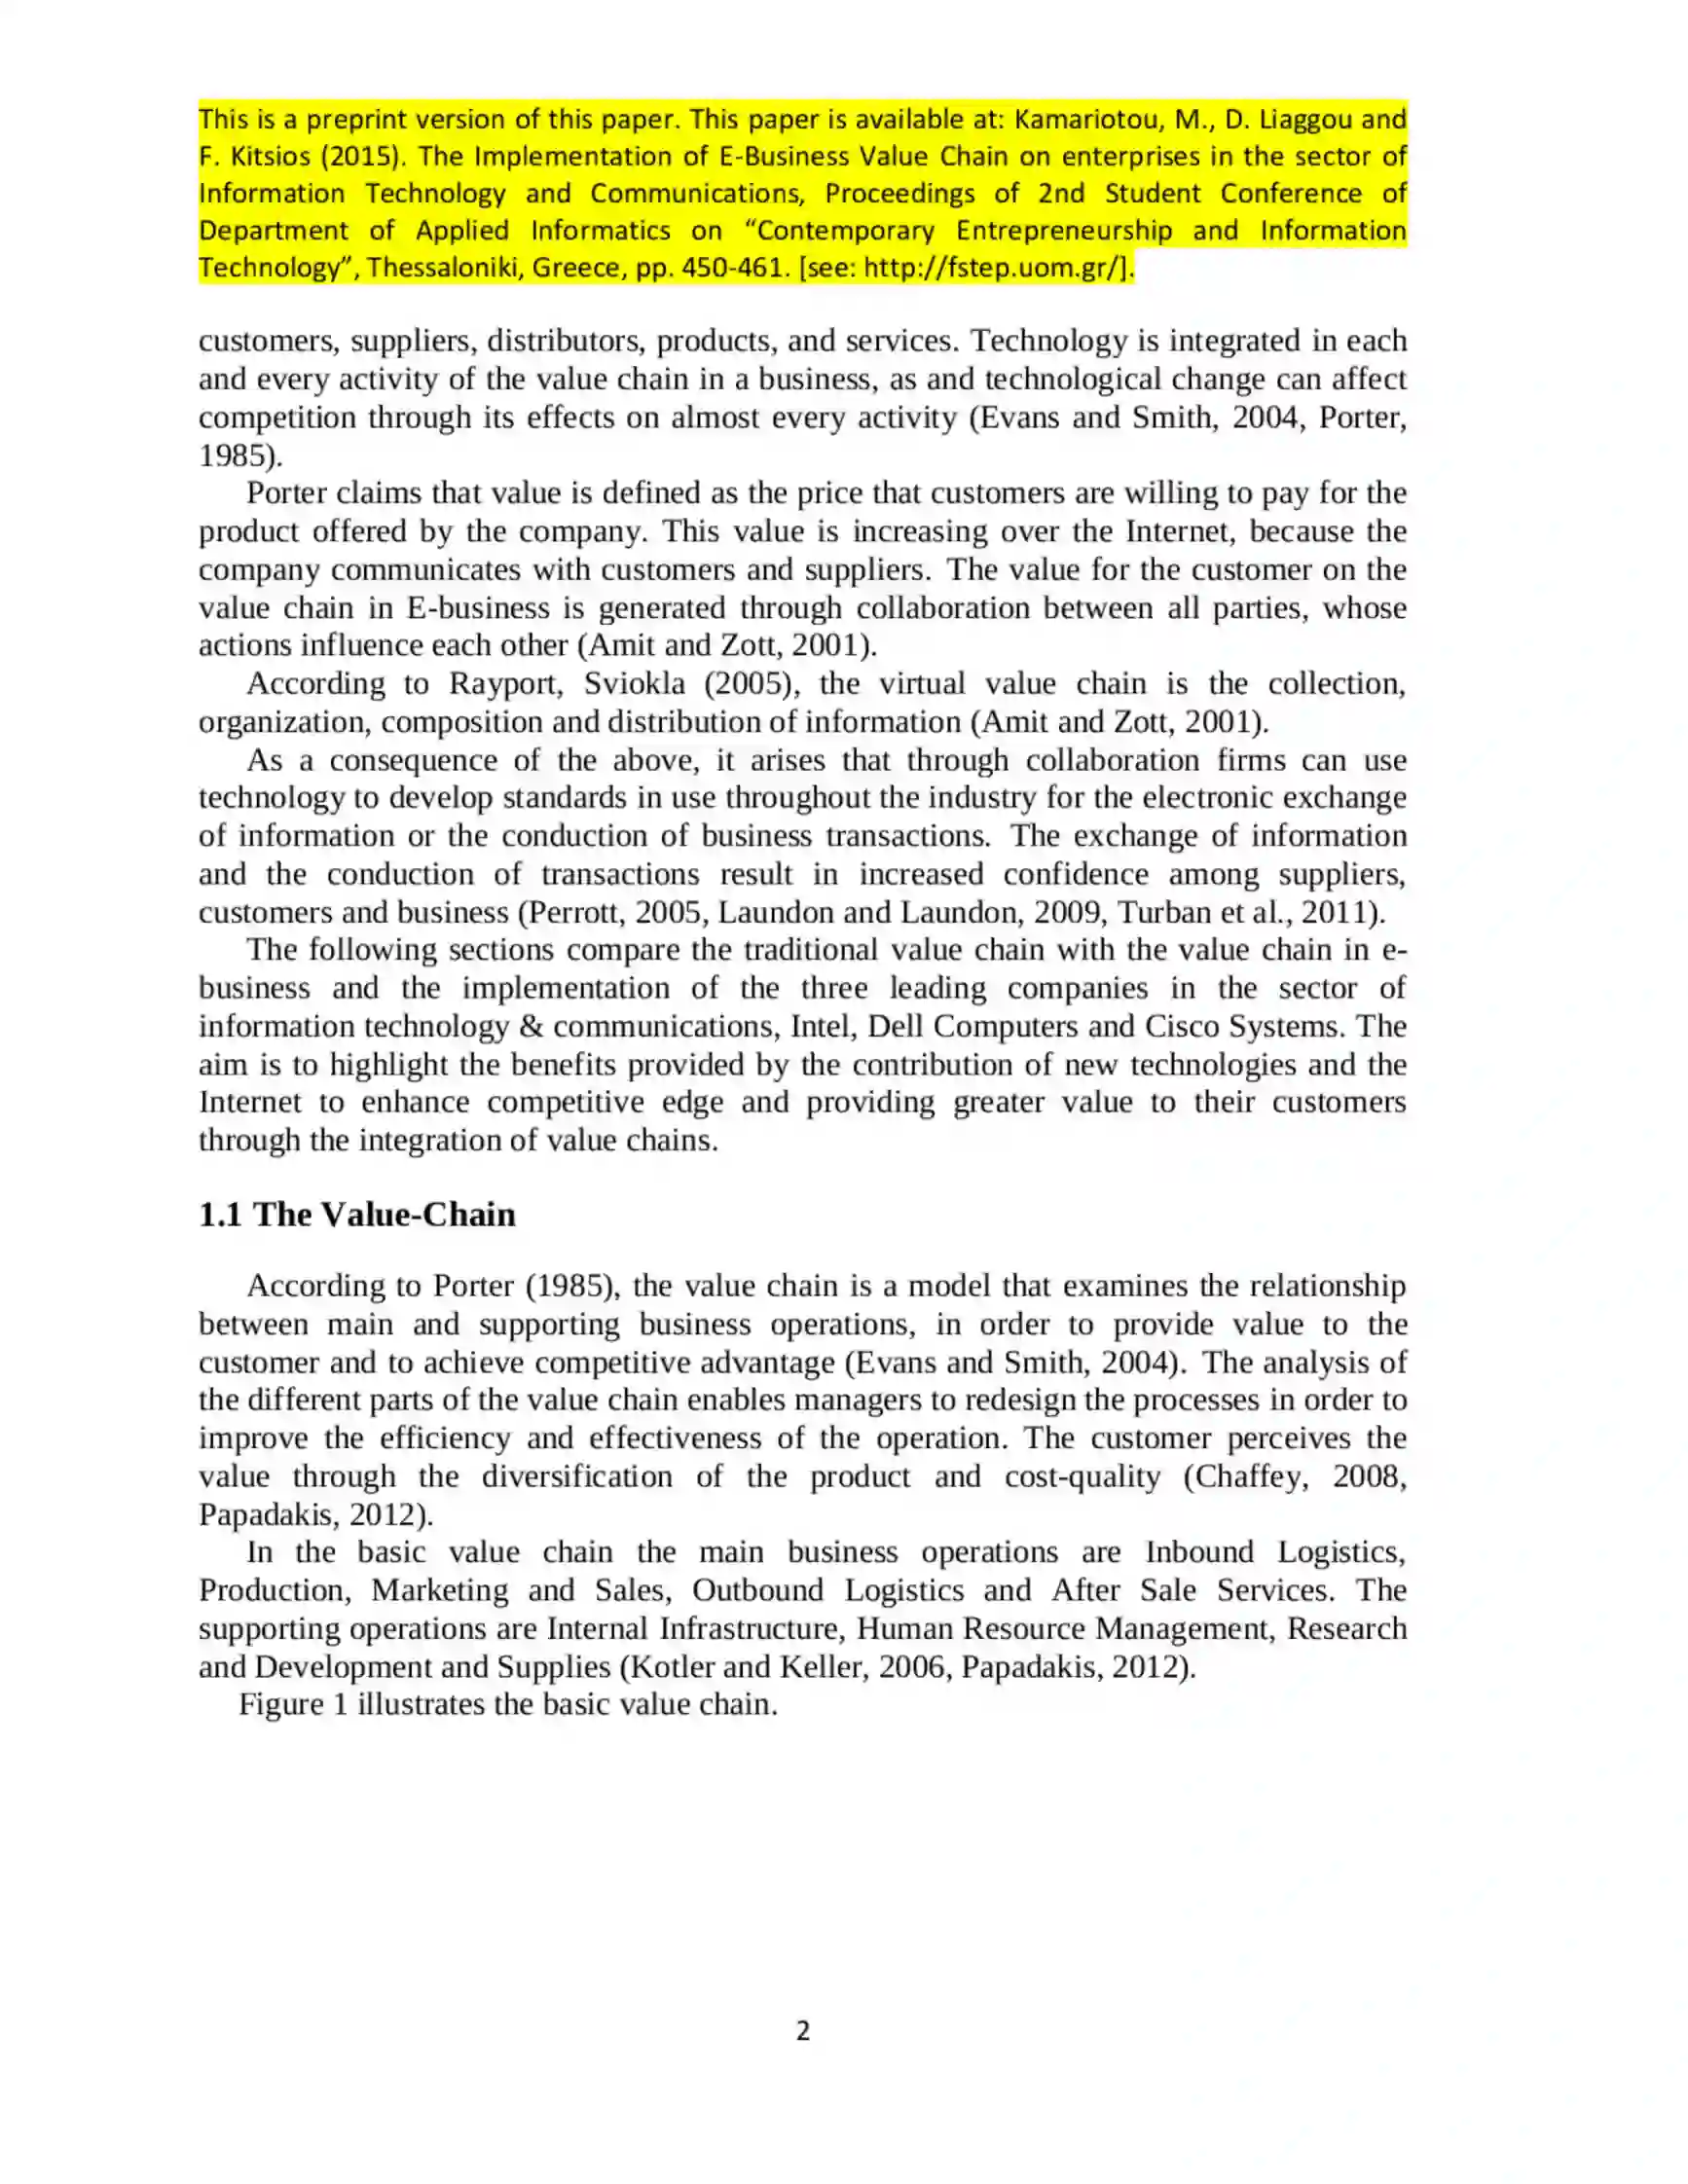 This is a preprint version of this paper. This paper is available at: Kamariotou, M., D. Liaggou and
F. Kitsios (2015). The Implementation of E-Business Value Chain on enterprises in the sector of
Information Technology and Communications, Proceedings of 2nd Student Conference of
Department of Applied Informatics on “Contemporary Entrepreneurship and Information
Technology”, Thessaloniki, Greece, pp. 450-461. [see: http://fstep.uom.gr/].
customers, suppliers, distributors, products, and services. Technology is integrated in each
and every activity of the value chain in a business, as and technological change can affect
competition through its effects on almost every activity (Evans and Smith, 2004, Porter,
1985).
Porter claims that value is defined as the price that customers are willing to pay for the
product offered by the company. This value is increasing over the Internet, because the
company communicates with customers and suppliers. The value for the customer on the
value chain in E-business is generated through collaboration between all parties, whose
actions influence each other (Amit and Zott, 2001).
According to Rayport, Sviokla (2005), the virtual value chain is the collection,
organization, composition and distribution of information (Amit and Zott, 2001).
As a consequence of the above, it arises that through collaboration firms can use
technology to develop standards in use throughout the industry for the electronic exchange
of information or the conduction of business transactions. The exchange of information
and the conduction of transactions result in increased confidence among suppliers,
customers and business (Perrott, 2005, Laundon and Laundon, 2009, Turban et al., 2011).
The following sections compare the traditional value chain with the value chain in e-
business and the implementation of the three leading companies in the sector of
information technology & communications, Intel, Dell Computers and Cisco Systems. The
aim is to highlight the benefits provided by the contribution of new technologies and the
Internet to enhance competitive edge and providing greater value to their customers
through the integration of value chains.
1.1 The Value-Chain
According to Porter (1985), the value chain is a model that examines the relationship
between main and supporting business operations, in order to provide value to the
customer and to achieve competitive advantage (Evans and Smith, 2004). The analysis of
the different parts of the value chain enables managers to redesign the processes in order to
improve the efficiency and effectiveness of the operation. The customer perceives the
value through the diversification of the product and cost-quality (Chaffey, 2008,
Papadakis, 2012).
In the basic value chain the main business operations are Inbound Logistics,
Production, Marketing and Sales, Outbound Logistics and After Sale Services. The
supporting operations are Internal Infrastructure, Human Resource Management, Research
and Development and Supplies (Kotler and Keller, 2006, Papadakis, 2012).
Figure 1 illustrates the basic value chain.
2